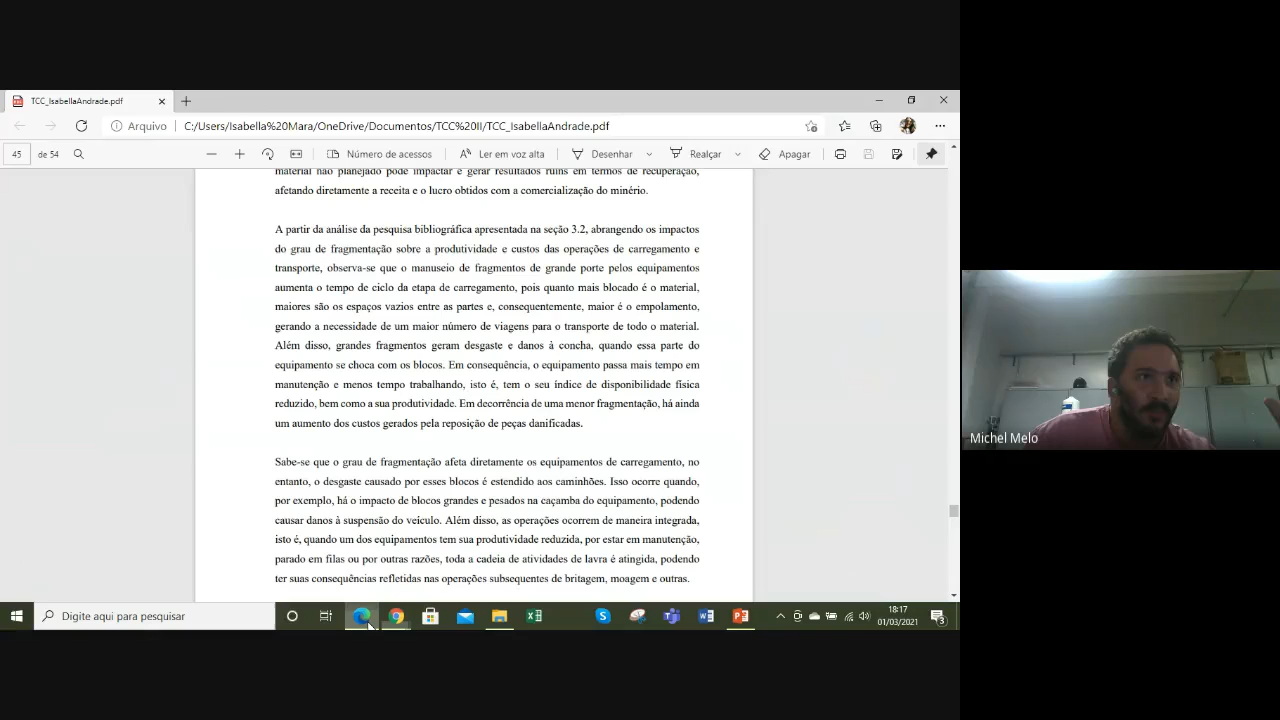 TCC_IsabellaAndrade.pdf
Arquivo
C:/Users/Isabella%20Mara/OneDrive/Documentos/TCC%20II/TCC_IsabellaAndrade.pdf
45 de 54 Número de acessos Ler em voz alta Desenhar Realçar Apagar
material não planejado pode impactar e gerar resultados ruins em termos de recuperação,
afetando diretamente a receita e o lucro obtidos com a comercialização do minério.
A partir da análise da pesquisa bibliográfica apresentada na seção 3.2, abrangendo os impactos
do grau de fragmentação sobre a produtividade e custos das operações de carregamento e
transporte, observa-se que o manuseio de fragmentos de grande porte pelos equipamentos
aumenta o tempo de ciclo da etapa de carregamento, pois quanto mais blocado é o material,
maiores são os espaços vazios entre as partes e, consequentemente, maior é o empolamento,
gerando a necessidade de um maior número de viagens para o transporte de todo o material.
Além disso, grandes fragmentos geram desgaste e danos à concha, quando essa parte do
equipamento se choca com os blocos. Em consequência, o equipamento passa mais tempo em
manutenção e menos tempo trabalhando, isto é, tem o seu índice de disponibilidade física
reduzido, bem como a sua produtividade. Em decorrência de uma menor fragmentação, há ainda
um aumento dos custos gerados pela reposição de peças danificadas.
Sabe-se que o grau de fragmentação afeta diretamente os equipamentos de carregamento, no
entanto, o desgaste causado por esses blocos é estendido aos caminhões. Isso ocorre quando,
por exemplo, há o impacto de blocos grandes e pesados na caçamba do equipamento, podendo
causar danos à suspensão do veículo. Além disso, as operações ocorrem de maneira integrada,
isto é, quando um dos equipamentos tem sua produtividade reduzida, por estar em manutenção,
parado em filas ou por outras razões, toda a cadeia de atividades de lavra é atingida, podendo
ter suas consequências refletidas nas operações subsequentes de britagem, moagem e outras.
Michel Melo
Digite aqui para pesquisar
18:17
01/03/2021
3